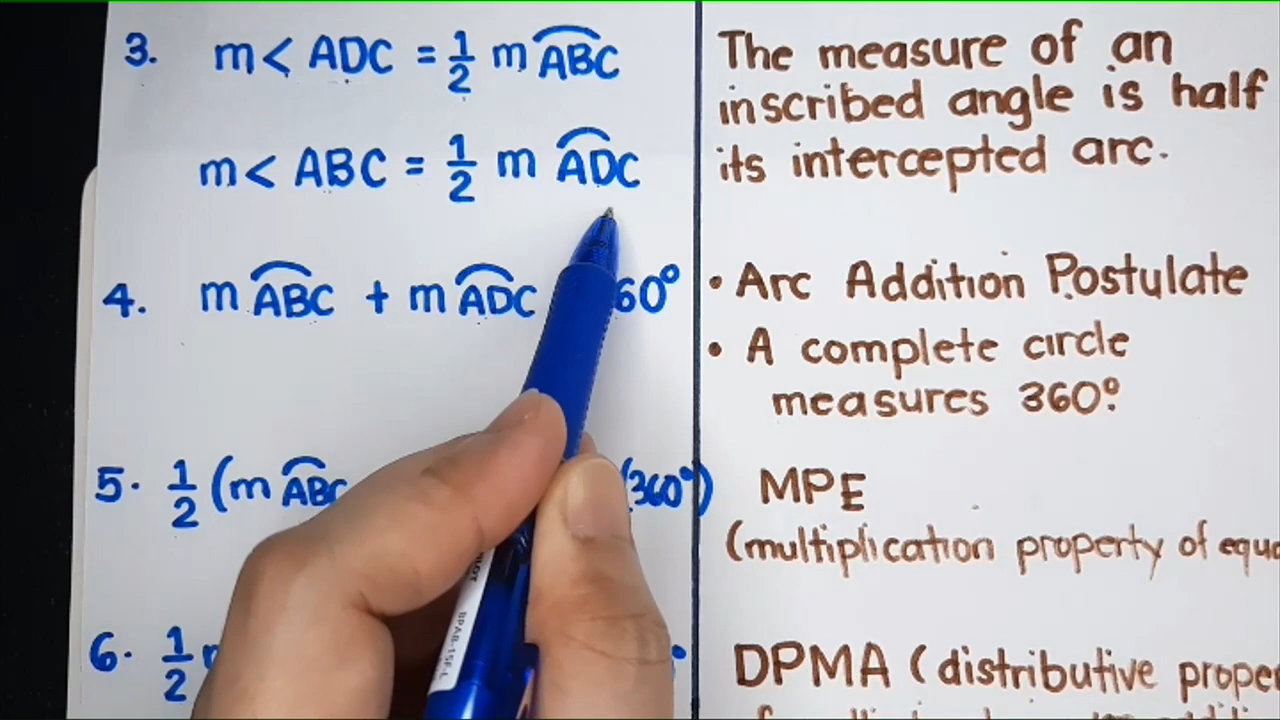 3. m< ADC = 1/2 m ABC
The measure of an
inscribed angle is half
its intercepted arc.
m< ABC = 1/2 m ADC
4. m ABC + m ADC 60°
• Arc Addition Postulate
• A complete circle
measures 360°.
5. 1/2 (m ABC (360°)
MPE
(multiplication property of equa
6. 1/2
DPMA (distributive proper